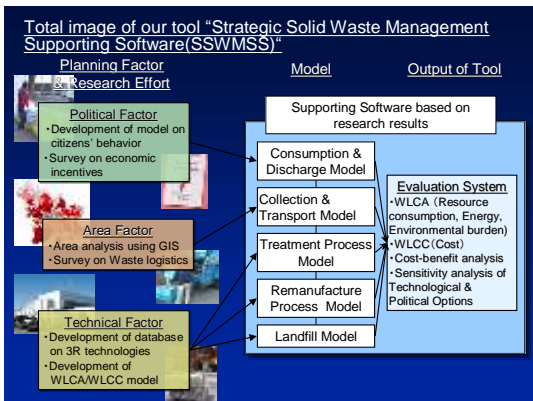 Total image of our tool “Strategic Solid Waste Management
Supporting Software(SSWMSS)“
Planning Factor
& Research Effort
Model
Output of Tool
Political Factor
・Development of model on
citizens’ behavior
・Survey on economic
incentives
Area Factor
・Area analysis using GIS
・Survey on Waste logistics
Technical Factor
・Development of database
on 3R technologies
・Development of
WLCA/WLCC model
Supporting Software based on
research results
Consumption &
Discharge Model
Collection &
Transport Model
Treatment Process
Model
Remanufacture
Process Model
Landfill Model
Evaluation System
・WLCA (Resource
consumption, Energy,
Environmental burden)
・WLCC(Cost)
・Cost-benefit analysis
・Sensitivity analysis of
Technological &
Political Options